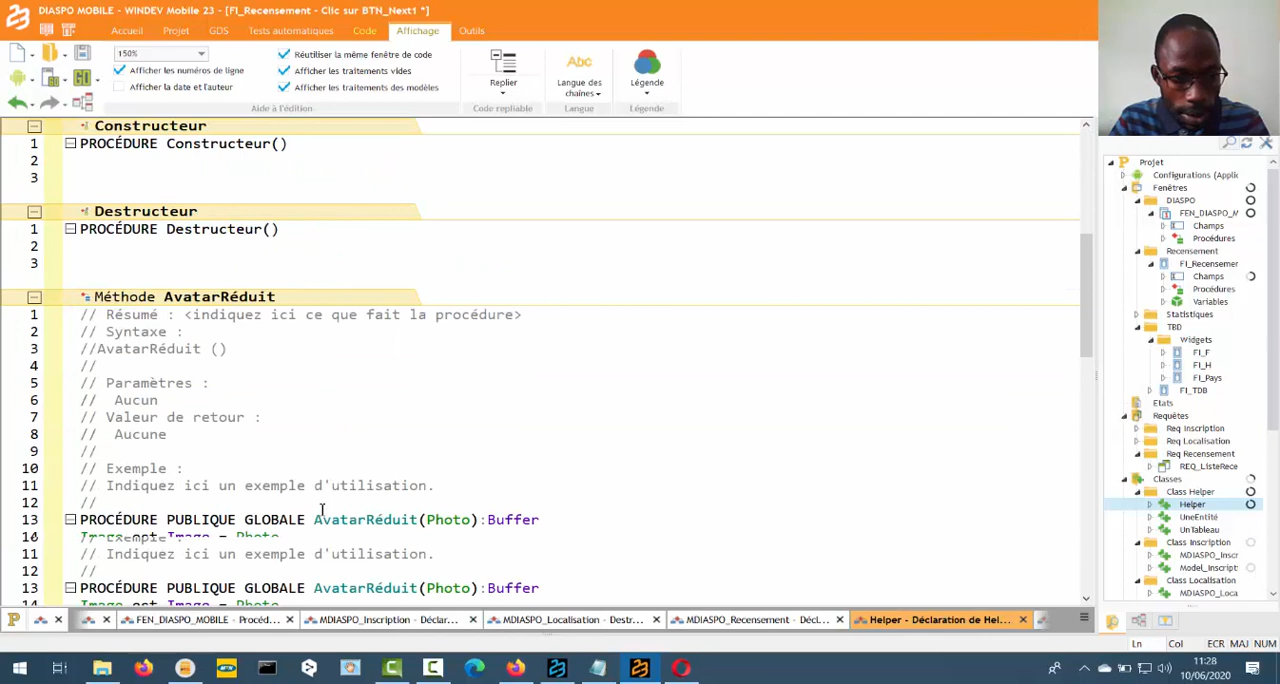 DIASPO MOBILE - WINDEV Mobile 23 - [FI_Recensement - Clic sur BTN_Next1 *]
Accueil Projet GDS Tests automatiques Code Affichage Outils
150%
Afficher les numéros de ligne
Afficher la date et l'auteur
Réutiliser la même fenêtre de code
Afficher les traitements vides
Afficher les traitements des modèles
Aide à l'édition
Replier
Code repliable
Abc
Langue des
chaînes
Langue
Légende
Légende
Constructeur
1 PROCÉDURE Constructeur()
2
3
Destructeur
1 PROCÉDURE Destructeur()
2
3
Méthode AvatarRéduit
1 // Résumé : <indiquez ici ce que fait la procédure>
2 // Syntaxe :
3 //AvatarRéduit ()
4 //
5 // Paramètres :
6 // Aucun
7 // Valeur de retour :
8 // Aucune
9 //
10 // Exemple :
11 // Indiquez ici un exemple d'utilisation.
12 //
13 PROCÉDURE PUBLIQUE GLOBALE AvatarRéduit(Photo):Buffer
11 // Indiquez ici un exemple d'utilisation.
12 //
13 PROCÉDURE PUBLIQUE GLOBALE AvatarRéduit(Photo):Buffer
14 Image est Image = Photo
FEN_DIASPO_MOBILE - Procéd...
MDIASPO_Inscription - Déclar...
MDIASPO_Localisation - Destr...
MDIASPO_Recensement - Décl...
Helper - Déclaration de Hel...
Projet
Configurations (Applic
Fenêtres
DIASPO
FEN_DIASPO_M
Champs
Procédures
Recensement
FI_Recensemer
Champs
Procédures
Variables
Statistiques
TBD
Widgets
FI_F
FI_H
FI_Pays
FI_TDB
Etats
Requêtes
Req Inscription
Req Localisation
Req Recensement
REQ_ListeRece
Classes
Class Helper
Helper
UneEntité
UnTableau
Class Inscription
MDIASPO_Inscr
Model_Inscript
Class Localisation
MDIASPO_Loca
Ln Col ECR MAJ NUM
11:28
10/06/2020